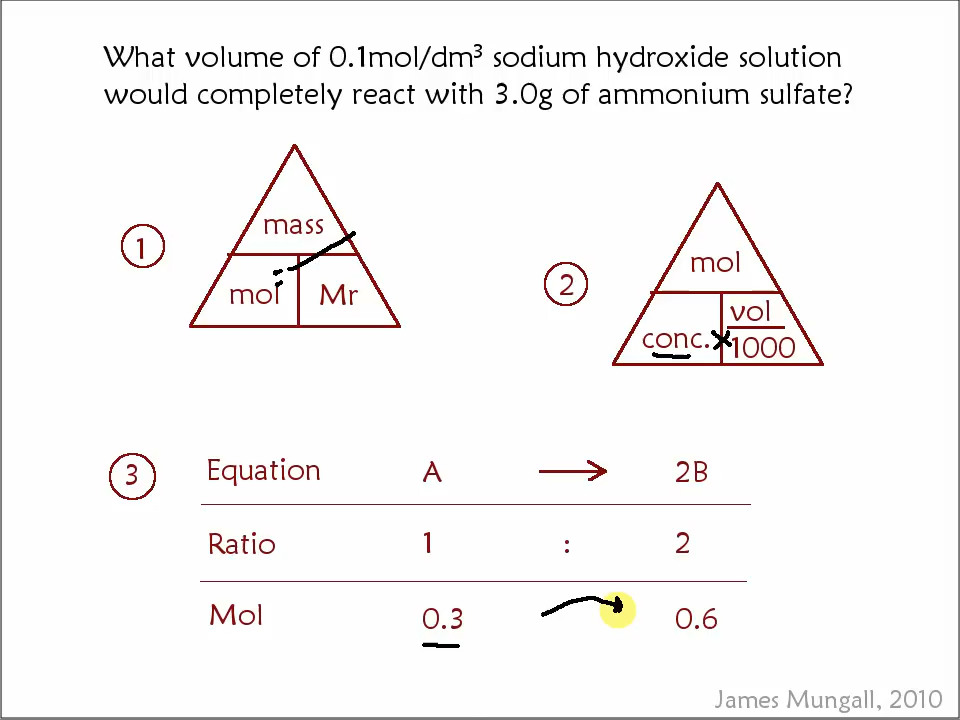 What volume of 0.1mol/dm³ sodium hydroxide solution
would completely react with 3.0g of ammonium sulfate?
1
mass
mol Mr
2
mol
conc. vol
1000
3 Equation A → 2B
Ratio 1 : 2
Mol 0.3 0.6
James Mungall, 2010